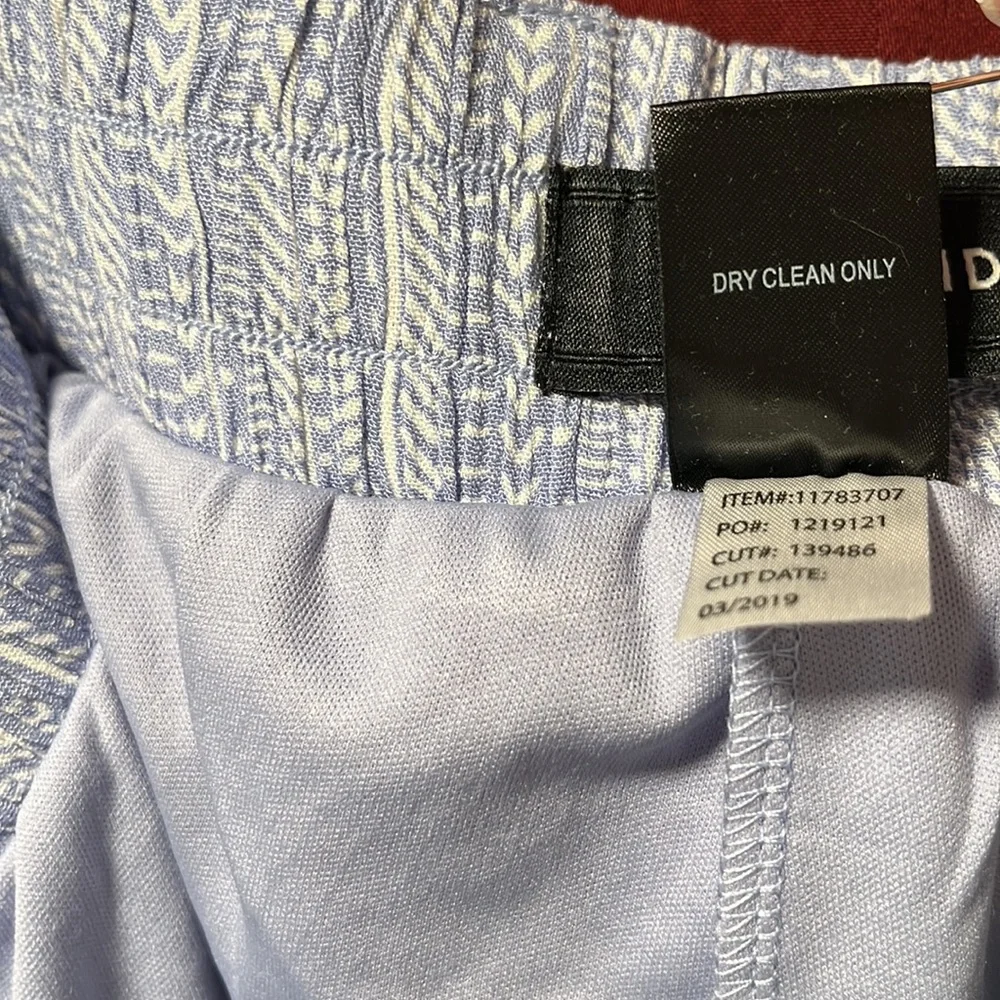 DRY CLEAN ONLY
ITEM#:11783707
PO#: 1219121
CUT#: 139486
CUT DATE:
03/2019